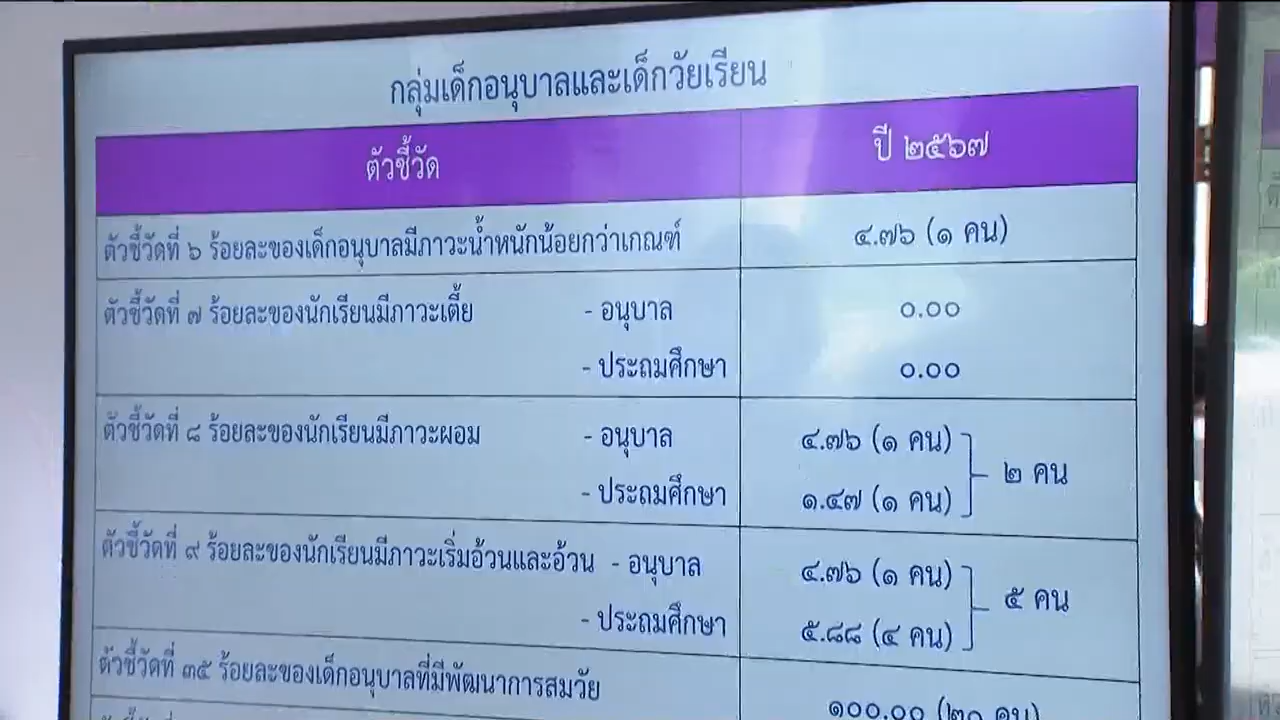 กลุ่มเด็กอนุบาลและเด็กวัยเรียน
ตัวชี้วัด ปี ๒๕๖๗
ตัวชี้วัดที่ ๖ ร้อยละของเด็กอนุบาลมีภาวะน้ำหนักน้อยกว่าเกณฑ์ ๔.๗๖ (๑ คน)
ตัวชี้วัดที่ ๗ ร้อยละของนักเรียนมีภาวะเตี้ย - อนุบาล ๐.๐๐
- ประถมศึกษา ๐.๐๐
ตัวชี้วัดที่ ๘ ร้อยละของนักเรียนมีภาวะผอม - อนุบาล ๔.๗๖ (๑ คน)
๒ คน
- ประถมศึกษา ๑.๔๗ (๑ คน)
ตัวชี้วัดที่ ๙ ร้อยละของนักเรียนมีภาวะเริ่มอ้วนและอ้วน - อนุบาล ๔.๗๖ (๑ คน)
๕ คน
- ประถมศึกษา ๕.๘๘ (๔ คน)
ตัวชี้วัดที่ ๓๕ ร้อยละของเด็กอนุบาลที่มีพัฒนาการสมวัย ๑๐๐.๐๐ (๒๐ คน)